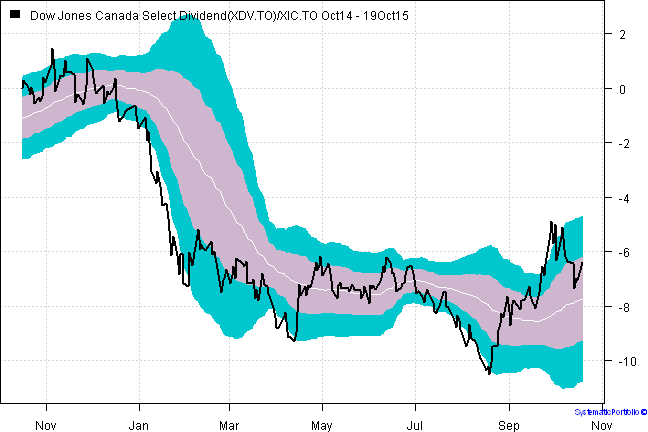 Dow Jones Canada Select Dividend(XDV.TO)/XIC.TO Oct14 - 19Oct15
2
0
-2
-4
-6
-8
-10
Nov Jan Mar May Jul Sep Nov
SystematicPortfolio ©